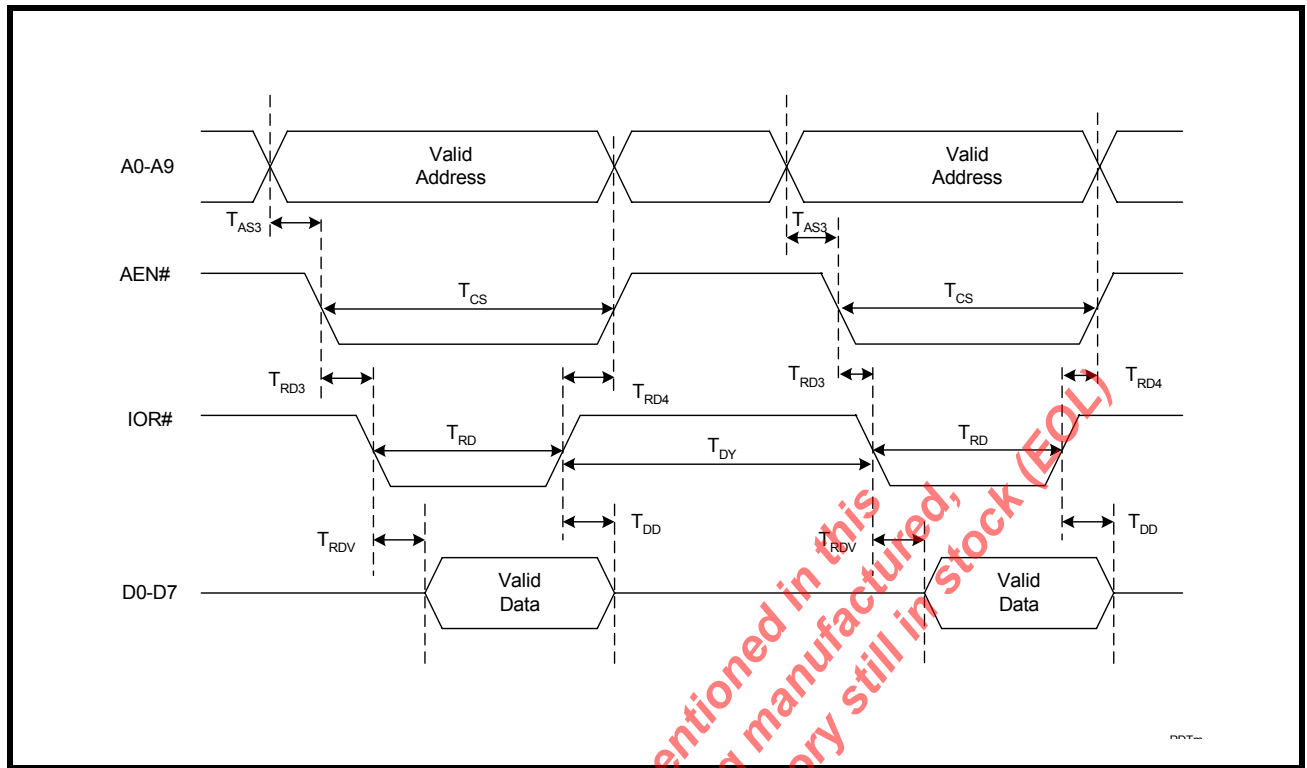 A0-A9
Valid
Address
Valid
Address
TAS3
TAS3
AEN#
TCS
TCS
TRD3
TRD4
TRD3
TRD4
IOR#
TRD
TDY
TRD
TRDV
TDD
TRDV
TDD
D0-D7
Valid
Data
Valid
Data
entioned in this
manufactured,
ory still in stock (EOL)